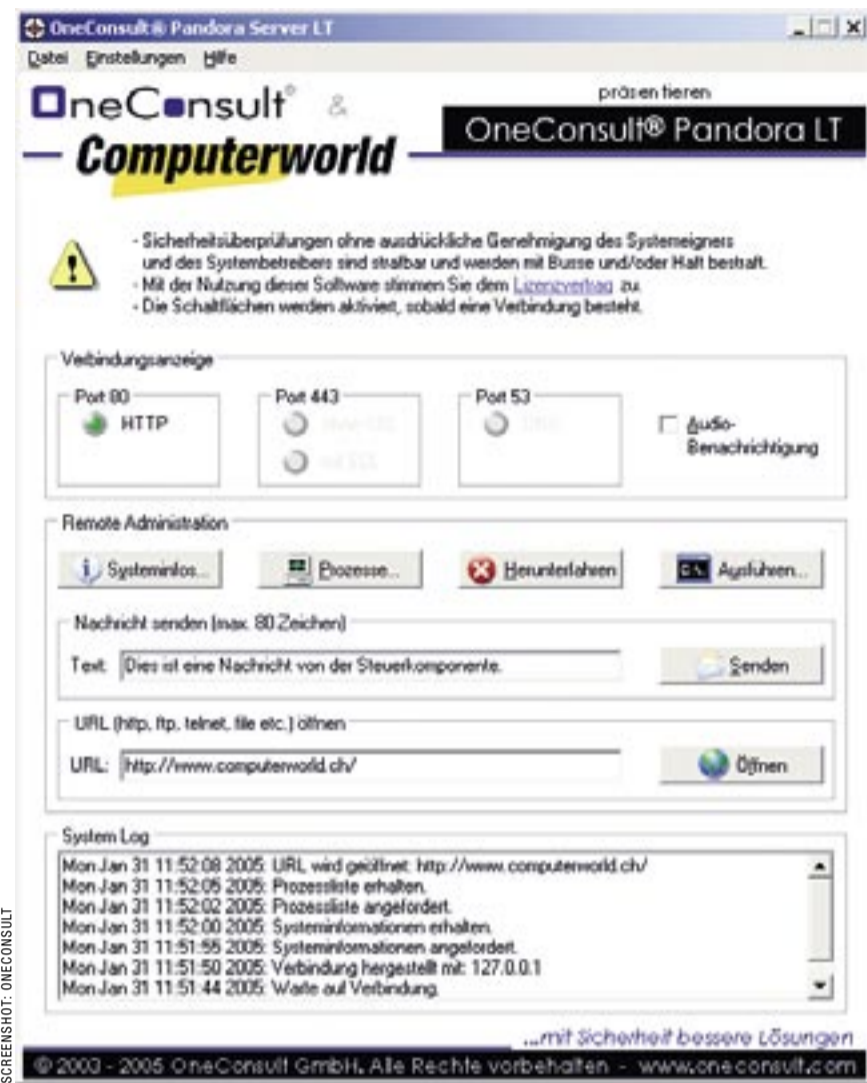 OneConsult® Pandora Server LT
Datei Einstellungen Hilfe
OneConsult® &
Computerworld
präsentieren
OneConsult® Pandora LT
- Sicherheitsüberprüfungen ohne ausdrückliche Genehmigung des Systemeigners
und des Systembetreibers sind strafbar und werden mit Busse und/oder Haft bestraft.
- Mit der Nutzung dieser Software stimmen Sie dem Lizenzvertrag zu.
- Die Schaltflächen werden aktiviert, sobald eine Verbindung besteht.
Verbindungsanzeige
Port 80
HTTP
Port 443
Port 53
Audio-
Benachrichtigung
Remote Administration
Systeminfos...
Prozesse...
Herunterfahren
Ausführen...
Nachricht senden (max. 80 Zeichen)
Text: Dies ist eine Nachricht von der Steuerkomponente.
Senden
URL (http, ftp, telnet, file etc.) öffnen
URL: http://www.computerworld.ch/
Öffnen
System Log
Mon Jan 31 11:52:08 2005: URL wird geöffnet: http://www.computerworld.ch/
Mon Jan 31 11:52:05 2005: Prozessliste erhalten.
Mon Jan 31 11:52:02 2005: Prozessliste angefordert.
Mon Jan 31 11:52:00 2005: Systeminformationen erhalten.
Mon Jan 31 11:51:55 2005: Systeminformationen angefordert.
Mon Jan 31 11:51:50 2005: Verbindung hergestellt mit: 127.0.0.1
Mon Jan 31 11:51:44 2005: Warte auf Verbindung.
...mit Sicherheit bessere Lösungen
© 2003 - 2005 OneConsult GmbH. Alle Rechte vorbehalten - www.oneconsult.com
SCREENSHOT: ONECONSULT